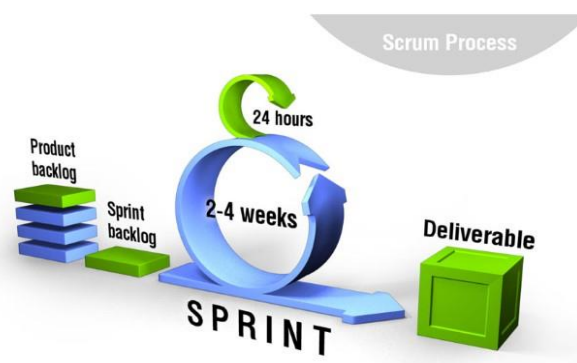 Scrum Process
24 hours
Product
backlog
Sprint
backlog
2-4 weeks
Deliverable
SPRINT